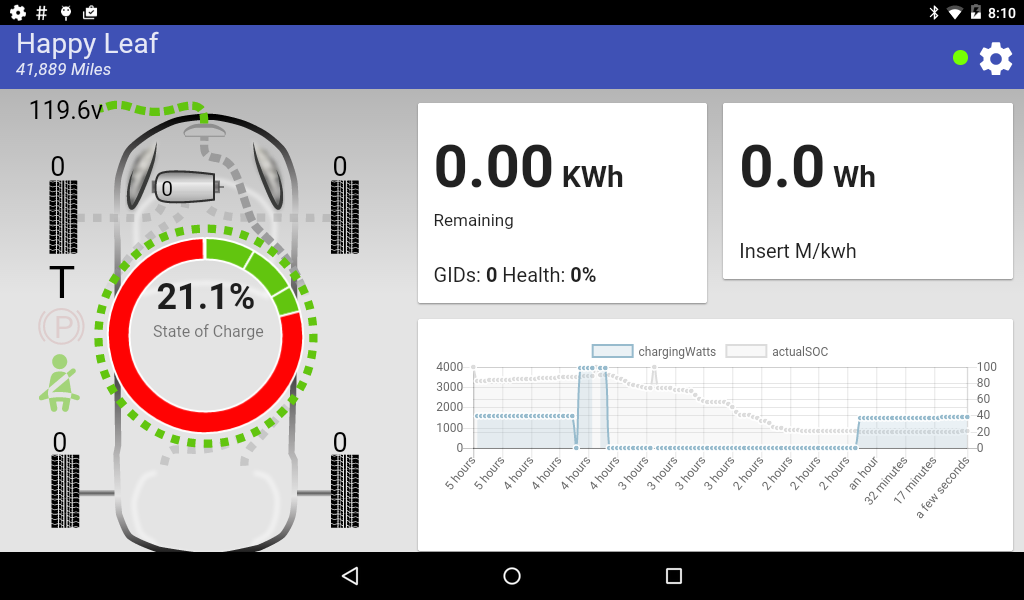 8:10
Happy Leaf
41,889 Miles
119.6v
0
0
0
T
P
21.1%
State of Charge
0
0
0.00 KWh
Remaining
GIDs: 0 Health: 0%
0.0 Wh
Insert M/kwh
chargingWatts
actualSOC
4000
3000
2000
1000
0
100
80
60
40
20
0
5 hours
5 hours
4 hours
4 hours
4 hours
4 hours
3 hours
3 hours
3 hours
3 hours
2 hours
2 hours
2 hours
2 hours
an hour
32 minutes
17 minutes
a few seconds